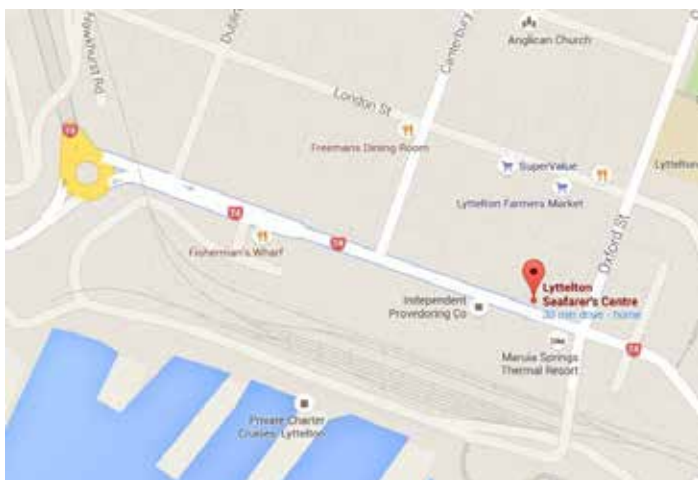 Hawkhurst Rd
Dublin
Canterbury
Anglican Church
London St
Freemans Dining Room
SuperValue
Lyttelton Farmers Market
Lyttelton
74
74
74
Fisherman's Wharf
Oxford St
Lyttelton
Seafarer's Centre
30 min drive - home
Independent
Provedoring Co
Maruia Springs
Thermal Resort
74
Private Charter
Cruises, Lyttelton